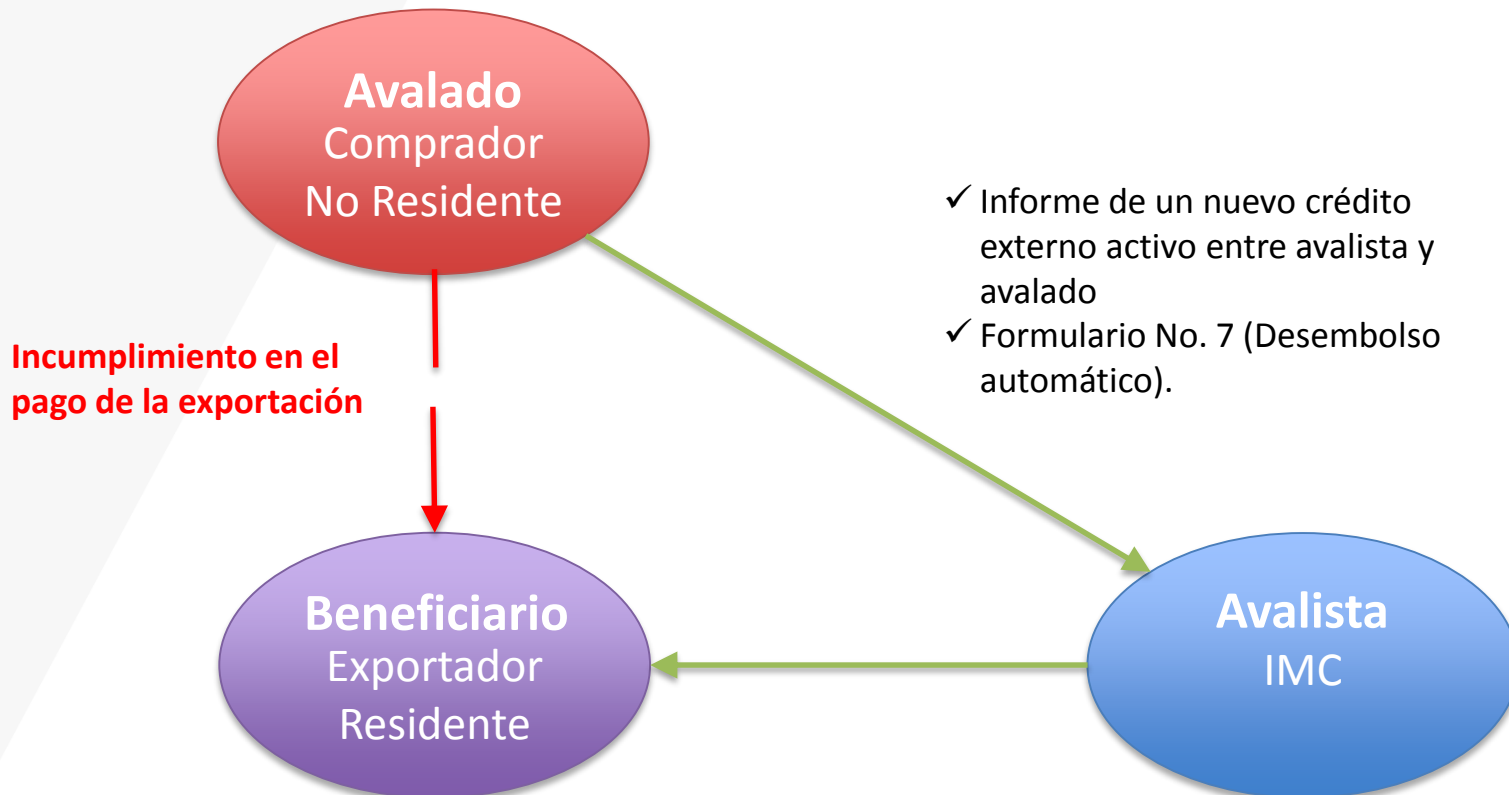 Avalado
Comprador
No Residente
✓ Informe de un nuevo crédito
externo activo entre avalista y
avalado
✓ Formulario No. 7 (Desembolso
automático).
Incumplimiento en el
pago de la exportación
Beneficiario
Exportador
Residente
Avalista
IMC